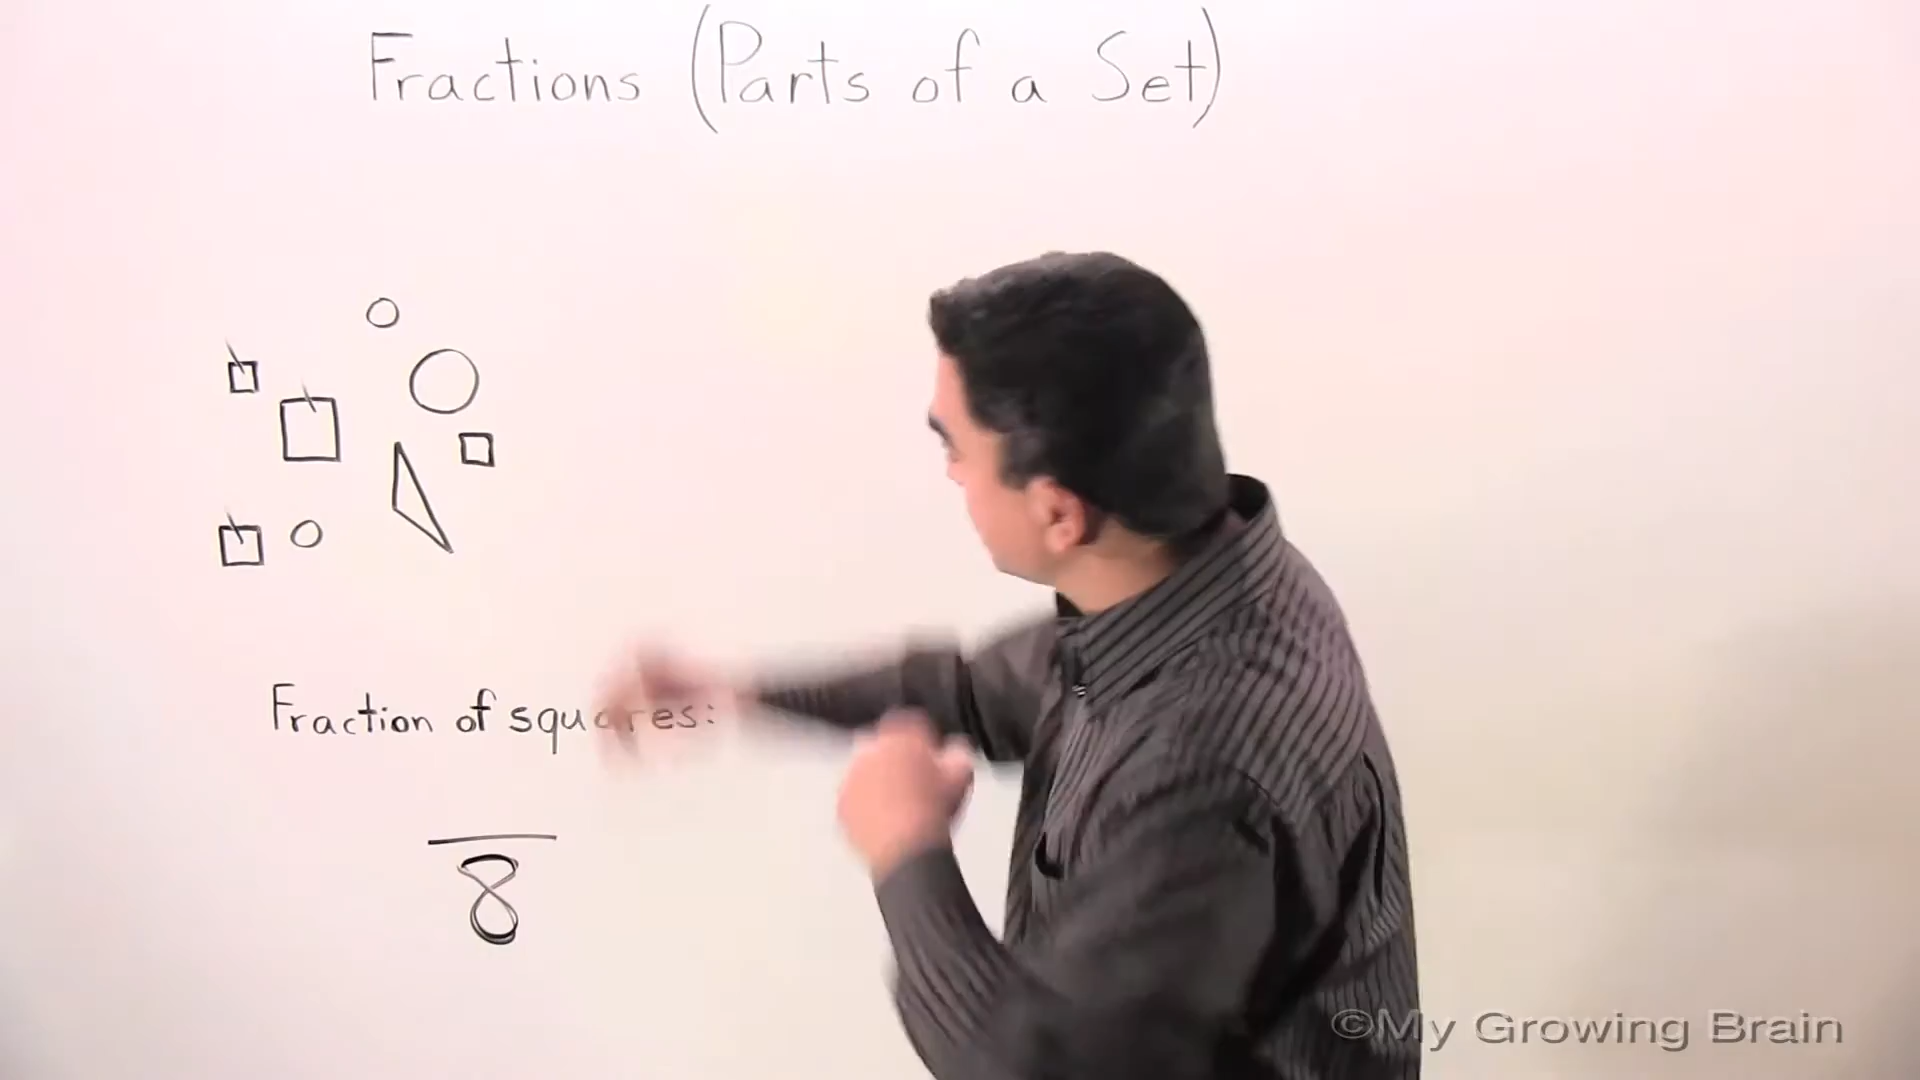 Fractions (Parts of a Set)
Fraction of squares:
8
©My Growing Brain